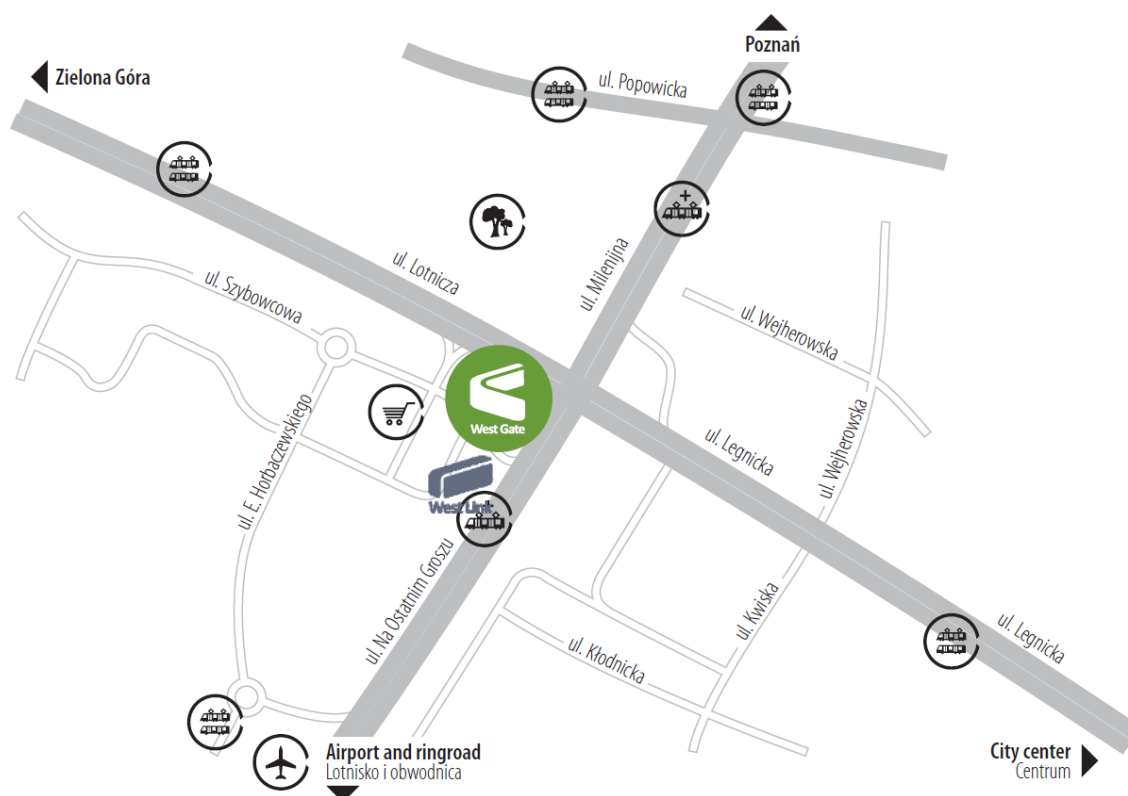 Poznań
Zielona Góra
ul. Popowicka
ul. Lotnicza
ul. Milenijna
ul. Szybowcowa
ul. Wejherowska
West Gate
ul. E. Horbaczewskiego
ul. Legnicka
ul. Wejherowska
West Link
ul. Na Ostatnim Groszu
ul. Kwiska
ul. Kłodnicka
ul. Legnicka
Airport and ringroad
Lotnisko i obwodnica
City center
Centrum